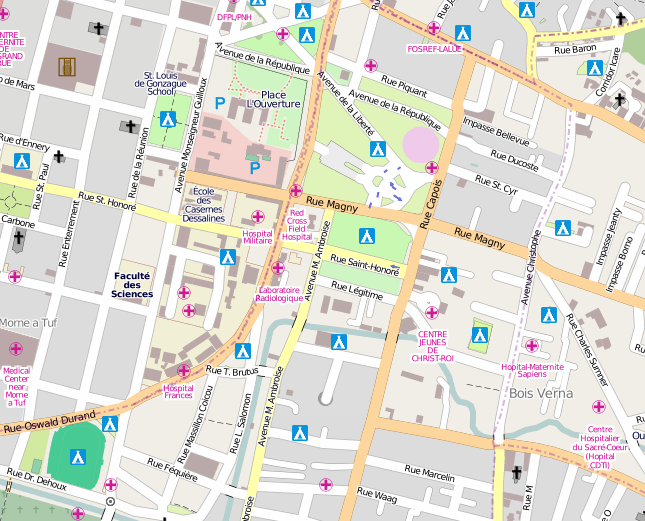 DFPL/PNH
CENTRE
MATERNITE
DE
GRAND
RUE
FOSREF-LALUE
Rue Baron
Corridor Icare
Avenue de la République
Rue Piquant
St. Louis
de Gonzague
School
Place
L'Ouverture
P
Avenue de la Liberté
Avenue de la République
Impasse Bellevue
Avenue Monseigneur Guilloux
p de Mars
Rue d'Ennery
Rue de la Réunion
Rue Ducoste
Rue St. Cyr
P
Rue St. Paul
Rue St. Honoré
Ecole
des
Casernes
Dessalines
Rue Magny
Rue Capois
Rue Magny
Carbone
Rue Enterrement
Hospital
Militaire
Red
Cross
Field
Hospital
Avenue M. Ambroise
Rue Saint-Honoré
Avenue Christophe
Impasse Jeanty
Impasse Borno
Faculté
des
Sciences
Laboratoire
Radiologique
Rue Légitime
Morne a Tuf
CENTRE
JEUNES
DE
CHRIST-ROI
Rue Charles Sumner
Hopital-Maternite
Sapiens
Medical
Center
near
Morne
a Tuf
Hospital
Frances
Rue T. Brutus
Avenue M. Ambroise
Rue L. Salomon
Rue Massillon Coicou
Bois Verna
Rue Oswald Durand
Centre
Hospitalier
du Sacré-Coeur
(Hopital
CDTI)
Ru
Ou
Rue Dr. Dehoux
Rue Féquière
Rue Marcelin
Rue Waag
broise
Rue M
e O